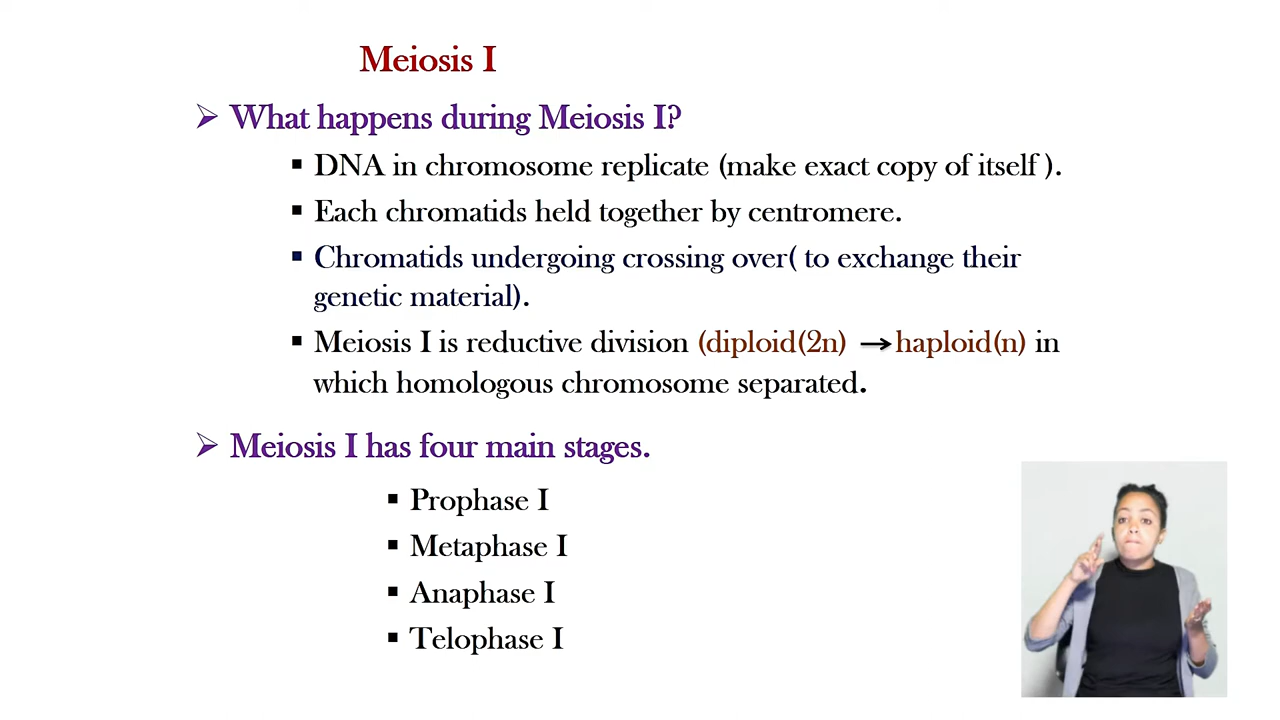 Meiosis I
➢ What happens during Meiosis I?
▪ DNA in chromosome replicate (make exact copy of itself ).
▪ Each chromatids held together by centromere.
▪ Chromatids undergoing crossing over( to exchange their
genetic material).
▪ Meiosis I is reductive division (diploid(2n) → haploid(n) in
which homologous chromosome separated.
➢ Meiosis I has four main stages.
▪ Prophase I
▪ Metaphase I
▪ Anaphase I
▪ Telophase I